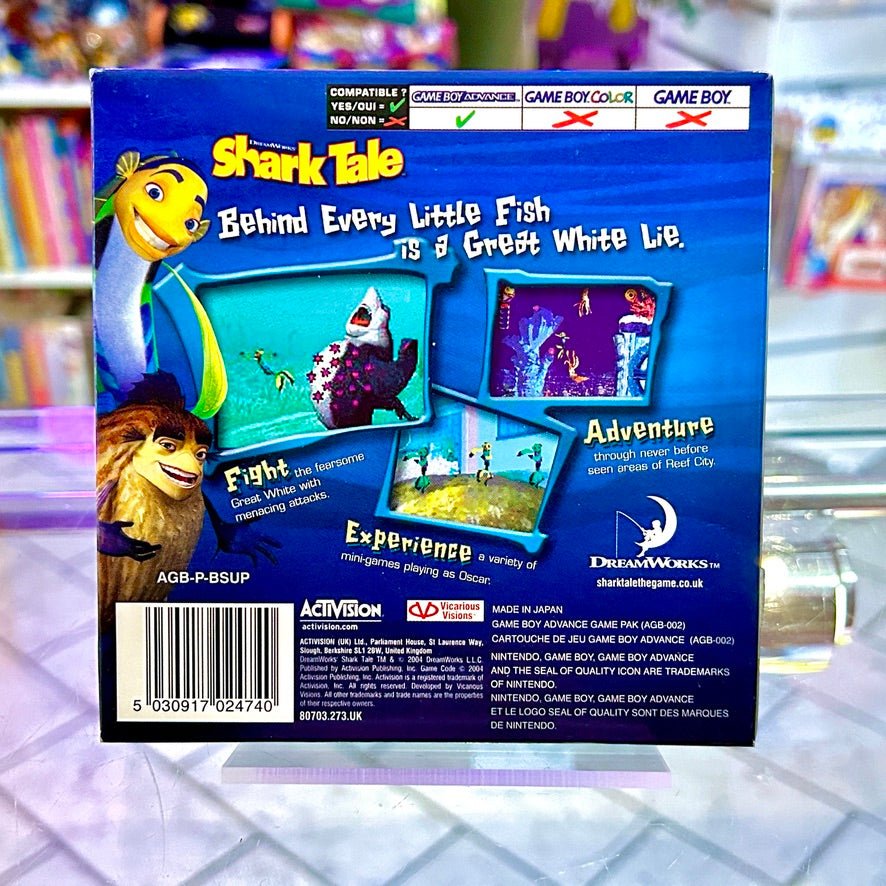 COMPATIBLE ?
YES/OUI = ✓
NO/NON = ✗
GAME BOY ADVANCE
GAME BOY COLOR
GAME BOY
DREAMWORKS
Shark Tale
Behind Every Little Fish
is a Great White Lie.
Fight the fearsome
Great White with
menacing attacks.
Adventure
through never before
seen areas of Reef City.
Experience a variety of
mini-games playing as Oscar.
DREAMWORKS™
sharktalethegame.co.uk
AGB-P-BSUP
5 030917 024740
ACTIVISION
activision.com
Vicarious
Visions
ACTIVISION (UK) Ltd., Parliament House, St Laurence Way,
Slough, Berkshire SL1 2BW, United Kingdom
DreamWorks' Shark Tale TM & © 2004 DreamWorks L.L.C.
Published by Activision Publishing, Inc. Game Code © 2004
Activision Publishing, Inc. Activision is a registered trademark of
Activision, Inc. All rights reserved. Developed by Vicarious
Visions. All other trademarks and trade names are the properties
of their respective owners.
80703.273.UK
MADE IN JAPAN
GAME BOY ADVANCE GAME PAK (AGB-002)
CARTOUCHE DE JEU GAME BOY ADVANCE (AGB-002)
NINTENDO, GAME BOY, GAME BOY ADVANCE
AND THE SEAL OF QUALITY ICON ARE TRADEMARKS
OF NINTENDO.
NINTENDO, GAME BOY, GAME BOY ADVANCE
ET LE LOGO SEAL OF QUALITY SONT DES MARQUES
DE NINTENDO.